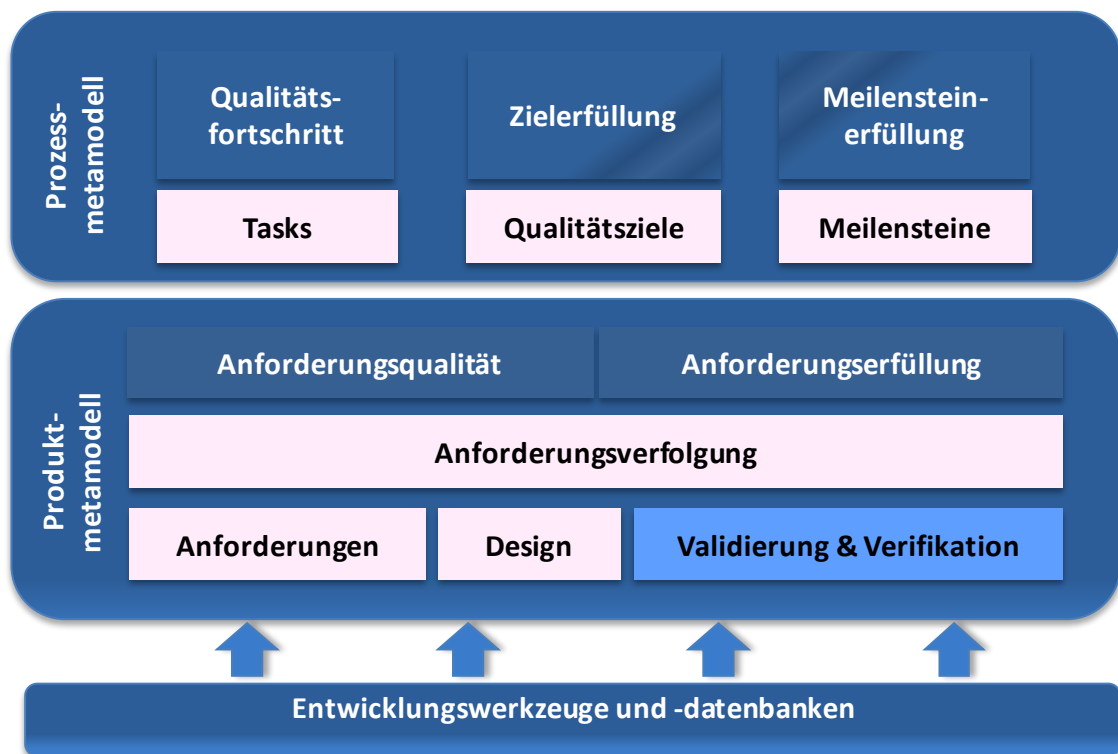 Prozess-
metamodell
Qualitäts-
fortschritt
Zielerfüllung
Meilenstein-
erfüllung
Tasks
Qualitätsziele
Meilensteine
Produkt-
metamodell
Anforderungsqualität
Anforderungserfüllung
Anforderungsverfolgung
Anforderungen
Design
Validierung & Verifikation
Entwicklungswerkzeuge und -datenbanken